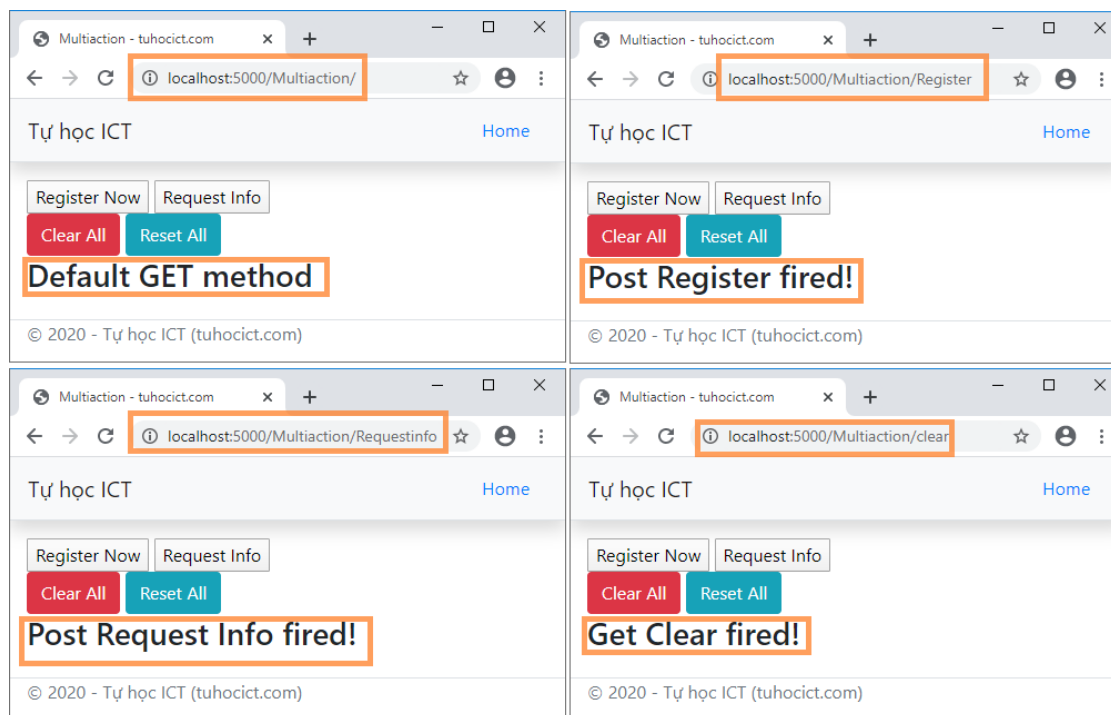 Multiaction - tuhocict.com
localhost:5000/Multiaction/
Tự học ICT Home
Register Now Request Info
Clear All Reset All
Default GET method
© 2020 - Tự học ICT (tuhocict.com)
Multiaction - tuhocict.com
localhost:5000/Multiaction/Register
Tự học ICT Home
Register Now Request Info
Clear All Reset All
Post Register fired!
© 2020 - Tự học ICT (tuhocict.com)
Multiaction - tuhocict.com
localhost:5000/Multiaction/Requestinfo
Tự học ICT Home
Register Now Request Info
Clear All Reset All
Post Request Info fired!
© 2020 - Tự học ICT (tuhocict.com)
Multiaction - tuhocict.com
localhost:5000/Multiaction/clear
Tự học ICT Home
Register Now Request Info
Clear All Reset All
Get Clear fired!
© 2020 - Tự học ICT (tuhocict.com)